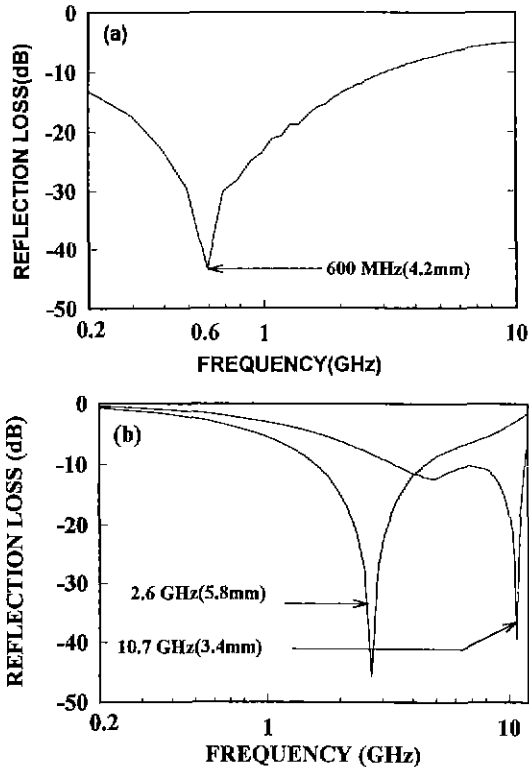 (a)
REFLECTION LOSS(dB)
0
-10
-20
-30
-40
-50
600 MHz(4.2mm)
0.2
0.6
1
10
FREQUENCY(GHz)
(b)
REFLECTION LOSS (dB)
0
-10
-20
-30
-40
-50
2.6 GHz(5.8mm)
10.7 GHz(3.4mm)
0.2
1
10
FREQUENCY (GHz)